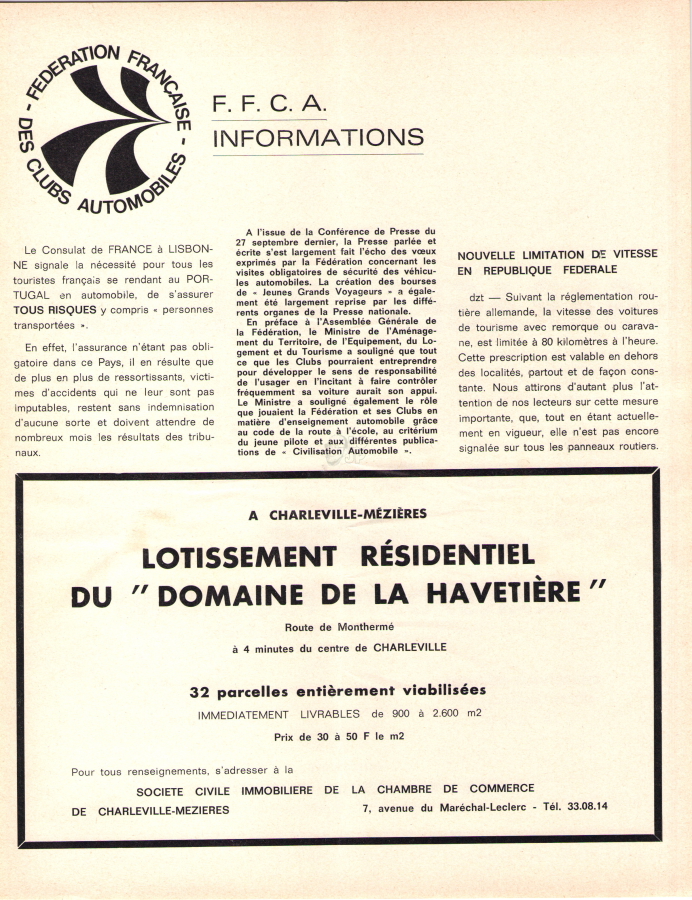 - FEDERATION FRANÇAISE -
DES CLUBS AUTOMOBILES
F. F. C. A.
INFORMATIONS
Le Consulat de FRANCE à LISBON-
NE signale la nécessité pour tous les
touristes français se rendant au POR-
TUGAL en automobile, de s'assurer
TOUS RISQUES y compris « personnes
transportées ».
En effet, l'assurance n'étant pas obli-
gatoire dans ce Pays, il en résulte que
de plus en plus de ressortissants, victi-
mes d'accidents qui ne leur sont pas
imputables, restent sans indemnisation
d'aucune sorte et doivent attendre de
nombreux mois les résultats des tribu-
naux.
A l'issue de la Conférence de Presse du
27 septembre dernier, la Presse parlée et
écrite s'est largement fait l'écho des vœux
exprimés par la Fédération concernant les
visites obligatoires de sécurité des véhicu-
les automobiles. La création des bourses
de « Jeunes Grands Voyageurs » a égale-
ment été largement reprise par les diffé-
rents organes de la Presse nationale.
En préface à l'Assemblée Générale de
la Fédération, le Ministre de l'Aménage-
ment du Territoire, de l'Equipement, du Lo-
gement et du Tourisme a souligné que tout
ce que les Clubs pourraient entreprendre
pour développer le sens de responsabilité
de l'usager en l'incitant à faire contrôler
fréquemment sa voiture aurait son appui.
Le Ministre a souligné également le rôle
que jouaient la Fédération et ses Clubs en
matière d'enseignement automobile grâce
au code de la route à l'école, au critérium
du jeune pilote et aux différentes publica-
tions de « Civilisation Automobile ».
NOUVELLE LIMITATION DE VITESSE
EN REPUBLIQUE FEDERALE
dzt — Suivant la réglementation rou-
tière allemande, la vitesse des voitures
de tourisme avec remorque ou carava-
ne, est limitée à 80 kilomètres à l'heure.
Cette prescription est valable en dehors
des localités, partout et de façon cons-
tante. Nous attirons d'autant plus l'at-
tention de nos lecteurs sur cette mesure
importante, que, tout en étant actuelle-
ment en vigueur, elle n'est pas encore
signalée sur tous les panneaux routiers.
A CHARLEVILLE-MÉZIÈRES
LOTISSEMENT RÉSIDENTIEL
DU " DOMAINE DE LA HAVETIÈRE "
Route de Monthermé
à 4 minutes du centre de CHARLEVILLE
32 parcelles entièrement viabilisées
IMMEDIATEMENT LIVRABLES de 900 à 2.600 m2
Prix de 30 à 50 F le m2
Pour tous renseignements, s'adresser à la
SOCIETE CIVILE IMMOBILIERE DE LA CHAMBRE DE COMMERCE
DE CHARLEVILLE-MEZIERES 7, avenue du Maréchal-Leclerc - Tél. 33.08.14